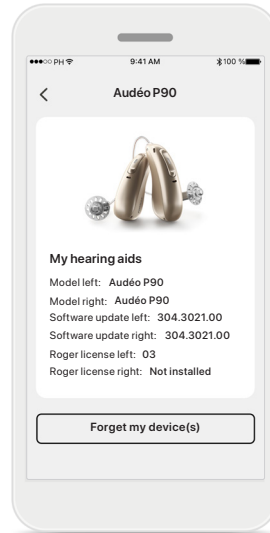 ●●●○○ PH 9:41 AM 100 %
Audéo P90
My hearing aids
Model left: Audéo P90
Model right: Audéo P90
Software update left: 304.3021.00
Software update right: 304.3021.00
Roger license left: 03
Roger license right: Not installed
Forget my device(s)